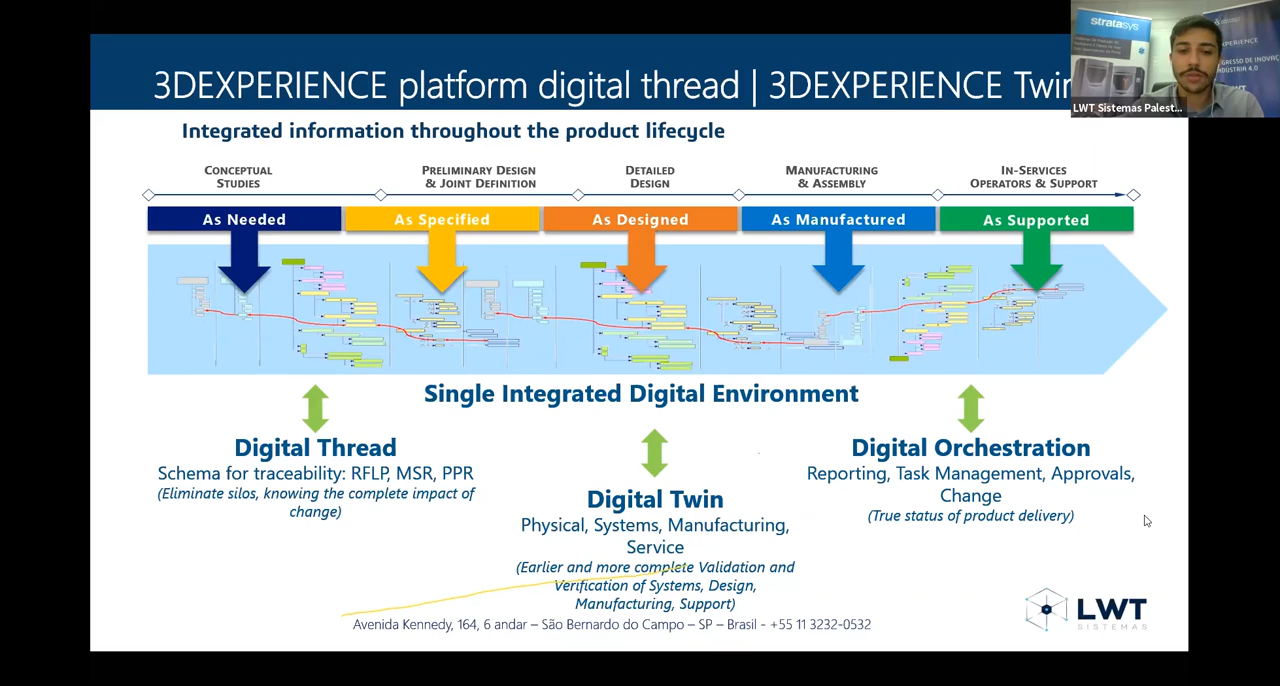 3DEXPERIENCE platform digital thread | 3DEXPERIENCE Twin
stratasys
LWT Sistemas Palest...
Integrated information throughout the product lifecycle
CONCEPTUAL
STUDIES
PRELIMINARY DESIGN
& JOINT DEFINITION
DETAILED
DESIGN
MANUFACTURING
& ASSEMBLY
IN-SERVICES
OPERATORS & SUPPORT
As Needed
As Specified
As Designed
As Manufactured
As Supported
Single Integrated Digital Environment
Digital Thread
Schema for traceability: RFLP, MSR, PPR
(Eliminate silos, knowing the complete impact of
change)
Digital Twin
Physical, Systems, Manufacturing,
Service
(Earlier and more complete Validation and
Verification of Systems, Design,
Manufacturing, Support)
Digital Orchestration
Reporting, Task Management, Approvals,
Change
(True status of product delivery)
Avenida Kennedy, 164, 6 andar – São Bernardo do Campo – SP – Brasil - +55 11 3232-0532
LWT
SISTEMAS